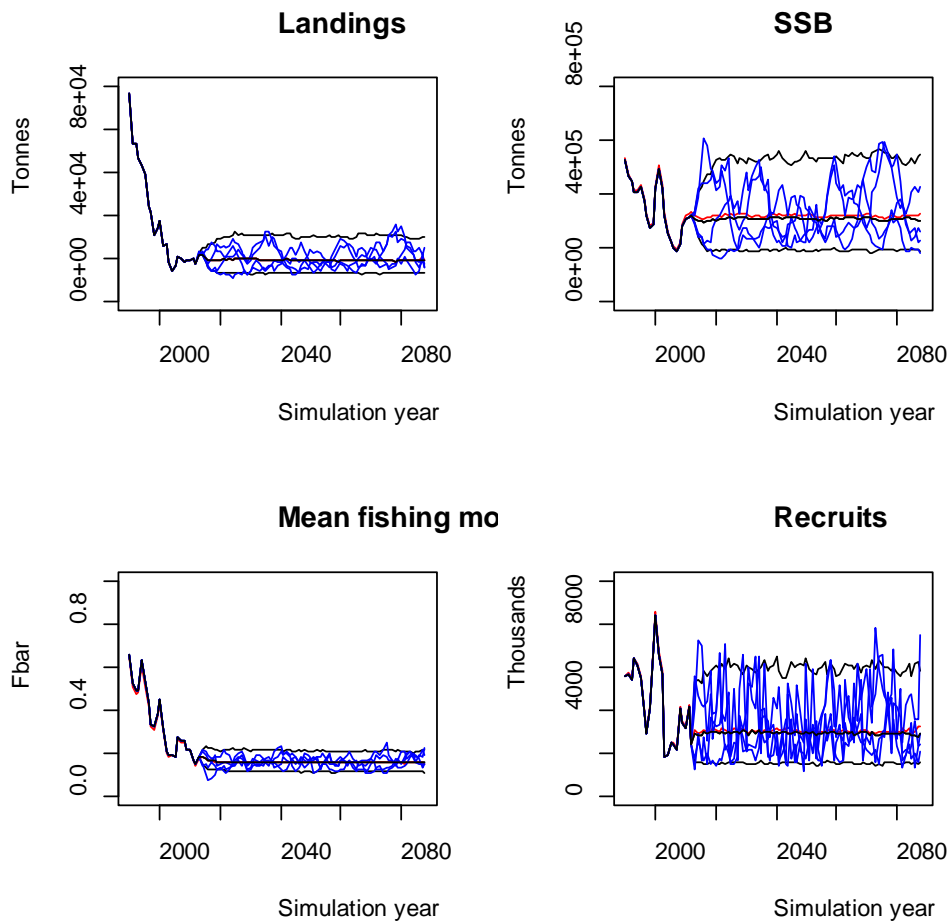 Landings
Tonnes
0e+00 4e+04 8e+04
2000 2040 2080
Simulation year
SSB
Tonnes
0e+00 4e+05 8e+05
2000 2040 2080
Simulation year
Mean fishing mo
Fbar
0.0 0.4 0.8
2000 2040 2080
Simulation year
Recruits
Thousands
0 4000 8000
2000 2040 2080
Simulation year